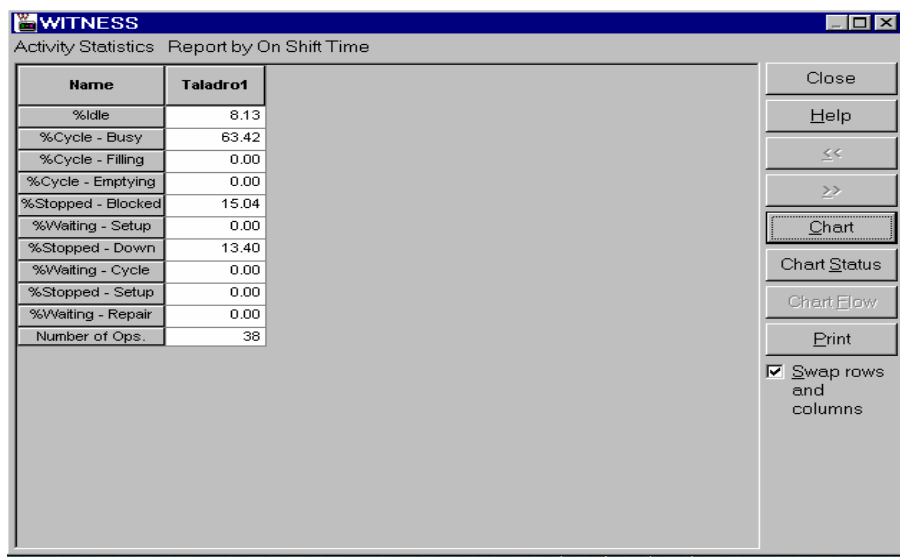 WITNESS
Activity Statistics Report by On Shift Time
Name Taladro1
%Idle 8.13
%Cycle - Busy 63.42
%Cycle - Filling 0.00
%Cycle - Emptying 0.00
%Stopped - Blocked 15.04
%Waiting - Setup 0.00
%Stopped - Down 13.40
%Waiting - Cycle 0.00
%Stopped - Setup 0.00
%Waiting - Repair 0.00
Number of Ops. 38
Close
Help
<<
>>
Chart
Chart Status
Chart Flow
Print
Swap rows
and
columns